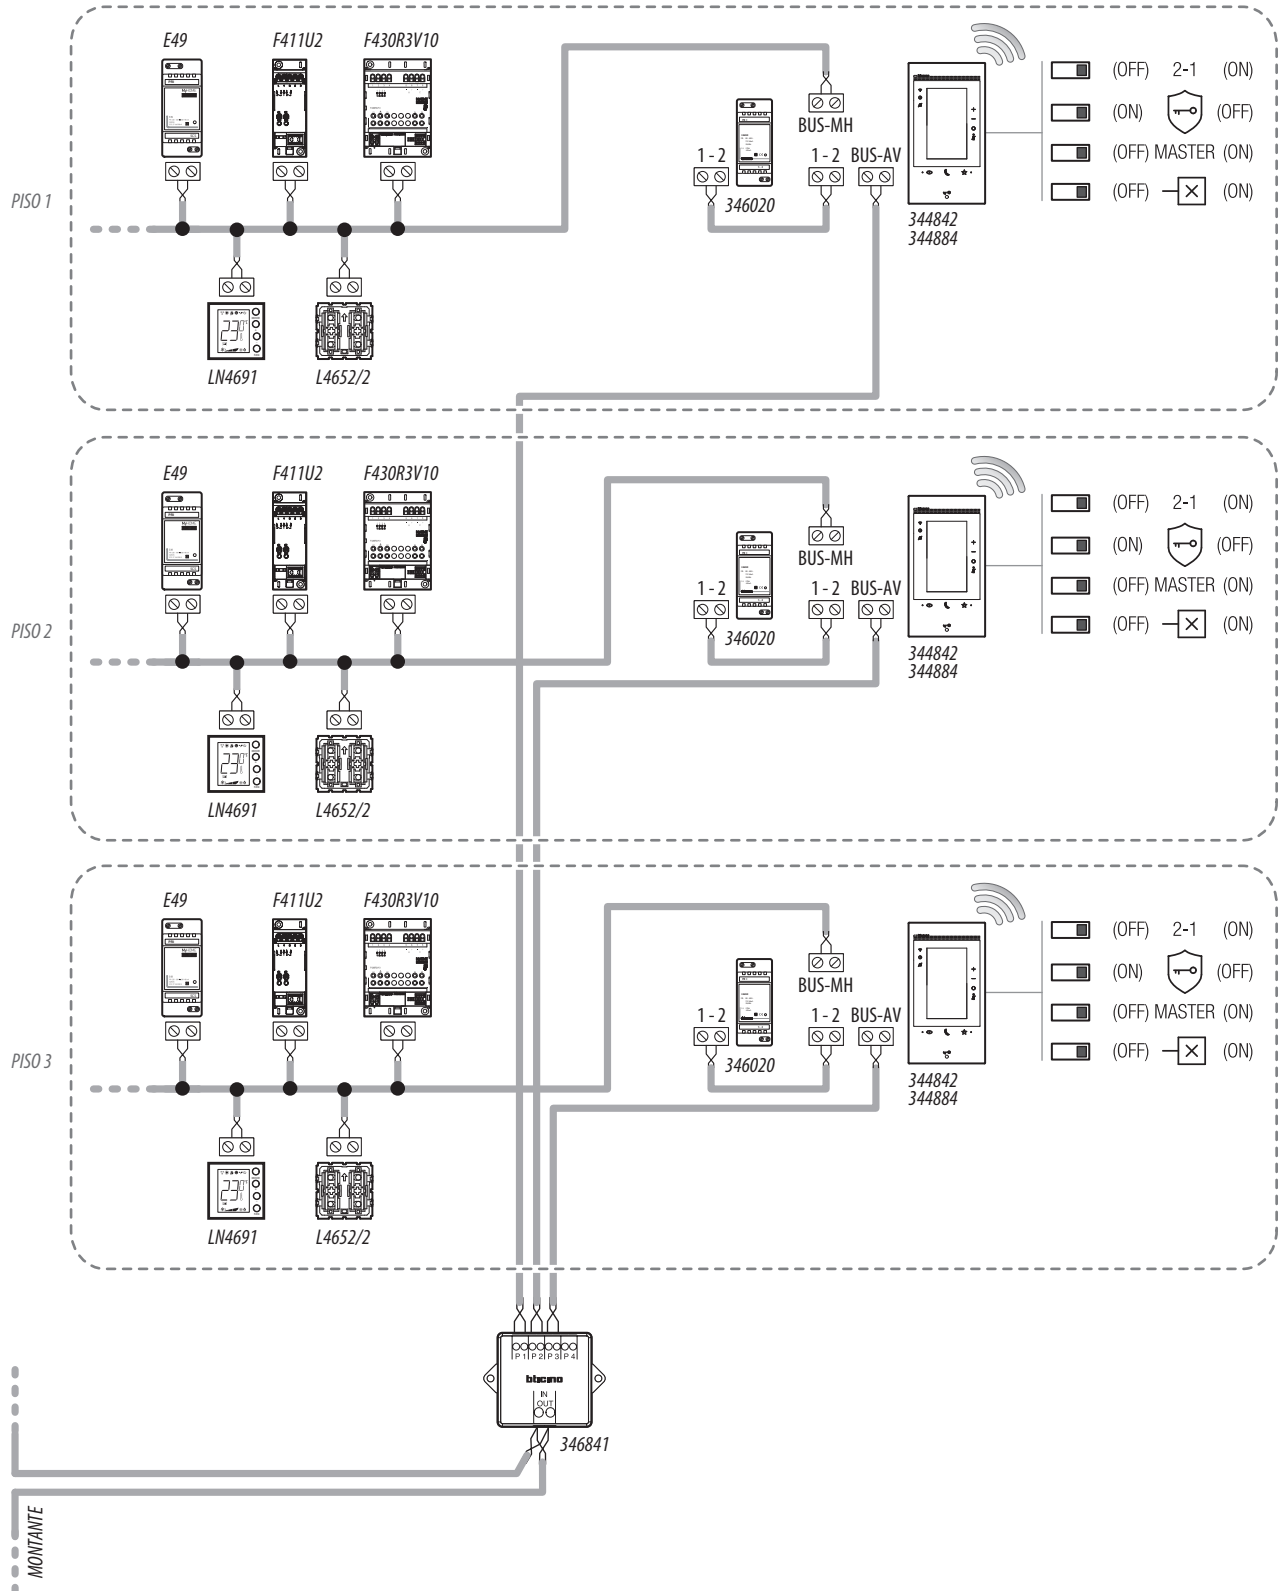 E49 F411U2 F430R3V10
(OFF) 2-1 (ON)
(ON) (OFF)
(OFF) MASTER (ON)
(OFF) (ON)
BUS-MH
1 - 2 1 - 2 BUS-AV
346020
344842
344884
PISO 1
LN4691 L4652/2
E49 F411U2 F430R3V10
(OFF) 2-1 (ON)
(ON) (OFF)
(OFF) MASTER (ON)
(OFF) (ON)
BUS-MH
1 - 2 1 - 2 BUS-AV
346020
344842
344884
PISO 2
LN4691 L4652/2
E49 F411U2 F430R3V10
(OFF) 2-1 (ON)
(ON) (OFF)
(OFF) MASTER (ON)
(OFF) (ON)
BUS-MH
1 - 2 1 - 2 BUS-AV
346020
344842
344884
PISO 3
LN4691 L4652/2
P1 P2 P3 P4
bticino
IN
OUT
346841
MONTANTE